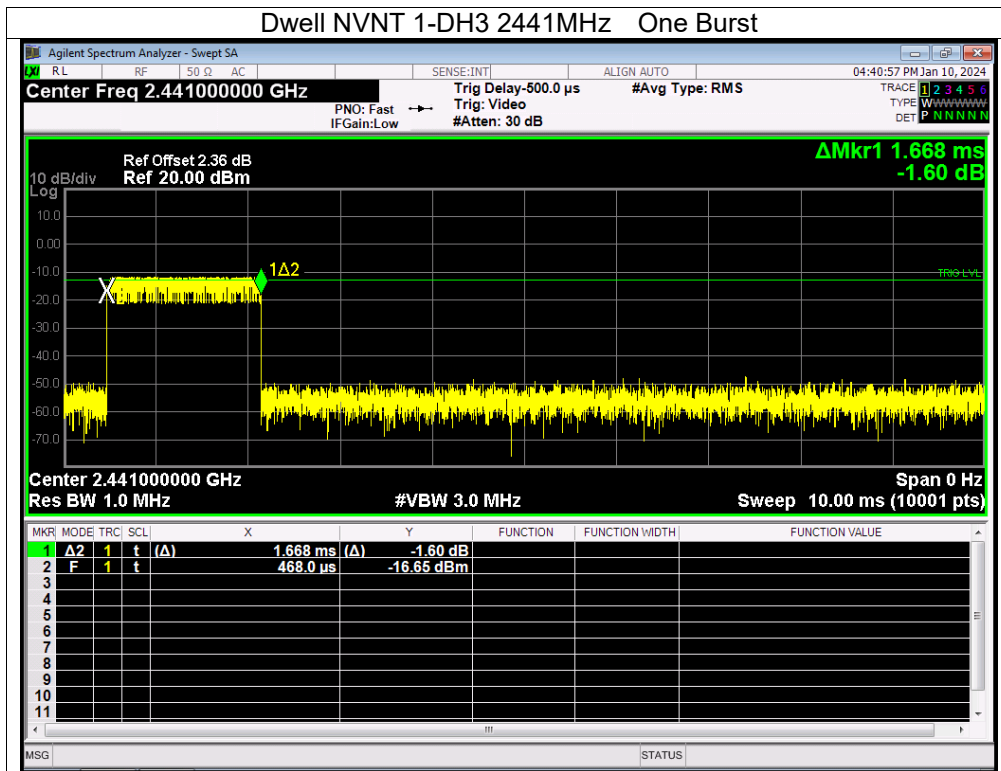 Dwell NVNT 1-DH3 2441MHz One Burst
Agilent Spectrum Analyzer - Swept SA
LXI RL RF 50 Ω AC SENSE:INT ALIGN AUTO 04:40:57 PM Jan 10, 2024
Center Freq 2.441000000 GHz
PNO: Fast
IFGain:Low
Trig Delay-500.0 µs
Trig: Video
#Atten: 30 dB
#Avg Type: RMS
TRACE 1 2 3 4 5 6
TYPE WWWWWW
DET P N N N N N
ΔMkr1 1.668 ms
-1.60 dB
Ref Offset 2.36 dB
10 dB/div Ref 20.00 dBm
Log
10.0
0.00
-10.0
1Δ2
TRIG LVL
-20.0
-30.0
-40.0
-50.0
-60.0
-70.0
Center 2.441000000 GHz Span 0 Hz
Res BW 1.0 MHz #VBW 3.0 MHz Sweep 10.00 ms (10001 pts)
MKR MODE TRC SCL X Y FUNCTION FUNCTION WIDTH FUNCTION VALUE
1 Δ2 1 t (Δ) 1.668 ms (Δ) -1.60 dB
2 F 1 t 468.0 µs -16.65 dBm
3
4
5
6
7
8
9
10
11
MSG STATUS